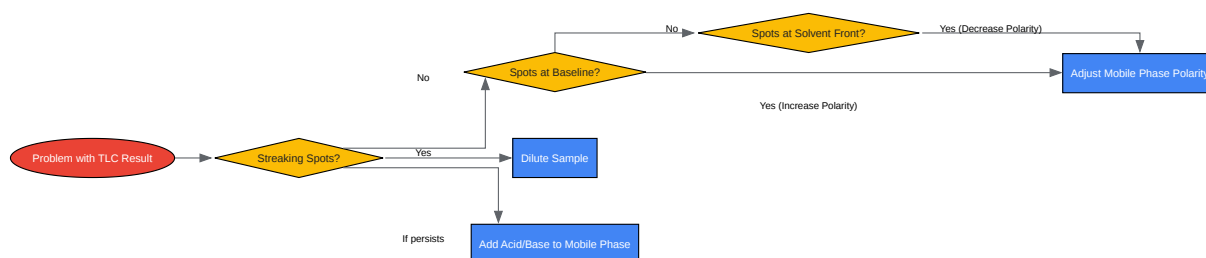 No
Spots at Solvent Front?
Yes (Decrease Polarity)
No
Spots at Baseline?
Adjust Mobile Phase Polarity
Yes (Increase Polarity)
Problem with TLC Result
Streaking Spots?
Yes
Dilute Sample
If persists
Add Acid/Base to Mobile Phase